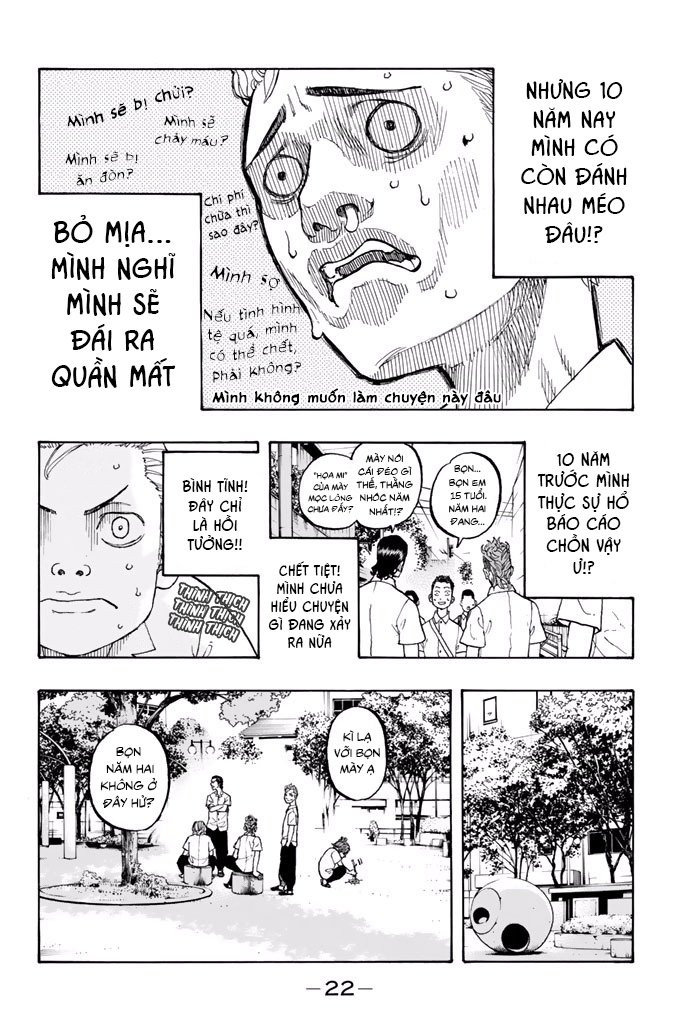 NHƯNG 10
NĂM NAY
MÌNH CÓ
CÒN ĐÁNH
NHAU MÉO
ĐÂU!?
Mình sẽ bị chửi?
Mình sẽ
chảy máu?
Mình sẽ bị
ăn đòn?
Chi phí
chữa thì
sao đây?
Mình sợ
Nếu tình hình
tệ quá, mình
có thể chết,
phải không?
Mình không muốn làm chuyện này đâu
BỎ MỊA...
MÌNH NGHĨ
MÌNH SẼ
ĐÁI RA
QUẦN MẤT
10 NĂM
TRƯỚC MÌNH
THỰC SỰ HỔ
BÁO CÁO
CHỒN VẬY
Ư!?
BỌN...
BỌN EM
15 TUỔI.
NĂM HAI
ĐANG...
MÀY NÓI
CÁI ĐÉO GÌ
THẾ, THẰNG
NHÓC NĂM
NHẤT!?
"HỌA MI"
CỦA MÀY
MỌC LÔNG
CHƯA ĐẤY?
CHẾT TIỆT!
MÌNH CHƯA
HIỂU CHUYỆN
GÌ ĐANG XẢY
RA NỮA
BÌNH TĨNH!
ĐÂY CHỈ
LÀ HỒI
TƯỞNG!!
THÌNH THỊCH
THÌNH THỊCH
THÌNH THỊCH
KÌ LẠ
VỚI BỌN
MÀY Ạ
BỌN
NĂM HAI
KHÔNG Ở
ĐÂY HỬ?
-22-